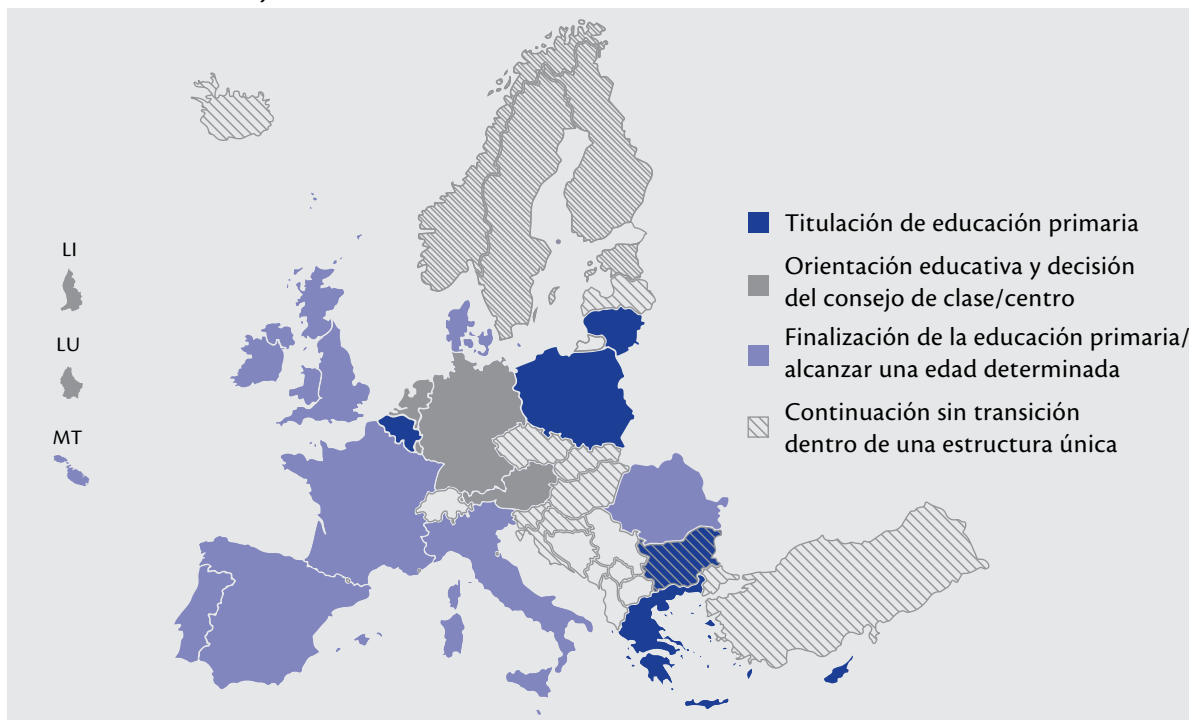 LI
LU
MT
Titulación de educación primaria
Orientación educativa y decisión
del consejo de clase/centro
Finalización de la educación primaria/
alcanzar una edad determinada
Continuación sin transición
dentro de una estructura única